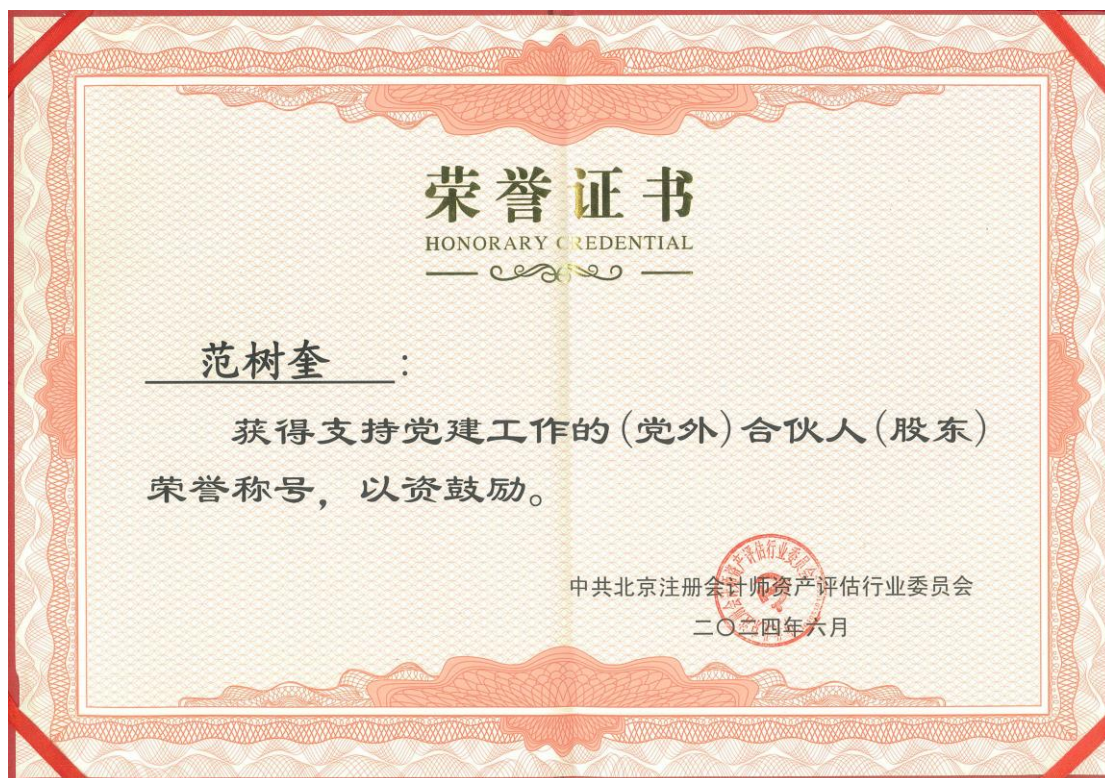 荣誉证书
HONORARY CREDENTIAL
范树奎：
获得支持党建工作的(党外)合伙人(股东)
荣誉称号，以资鼓励。
中共北京注册会计师资产评估行业委员会
二〇二四年六月